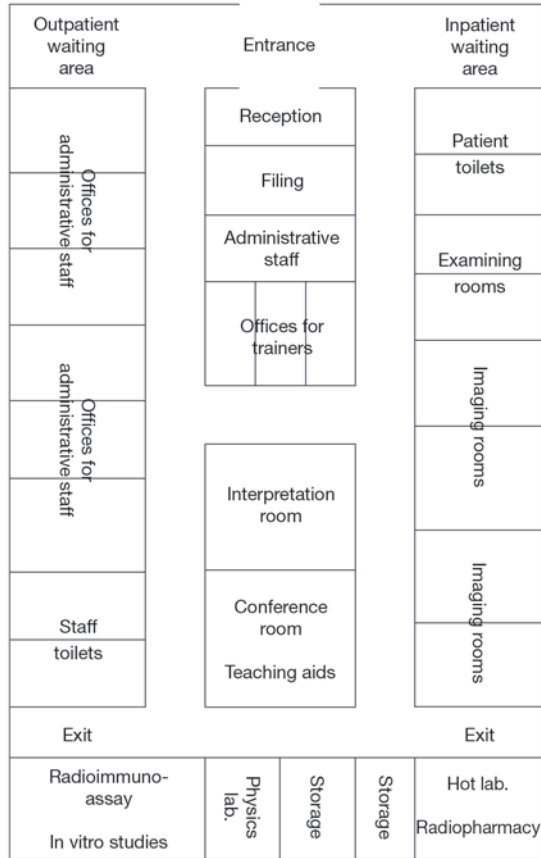 Outpatient
waiting
area
Entrance
Inpatient
waiting
area
Reception
Filing
Administrative
staff
Offices for
trainers
Offices for
administrative staff
Offices for
administrative staff
Patient
toilets
Examining
rooms
Imaging rooms
Imaging rooms
Interpretation
room
Conference
room
Teaching aids
Staff
toilets
Exit
Exit
Radioimmuno-
assay
In vitro studies
Physics
lab.
Storage
Storage
Hot lab.
Radiopharmacy